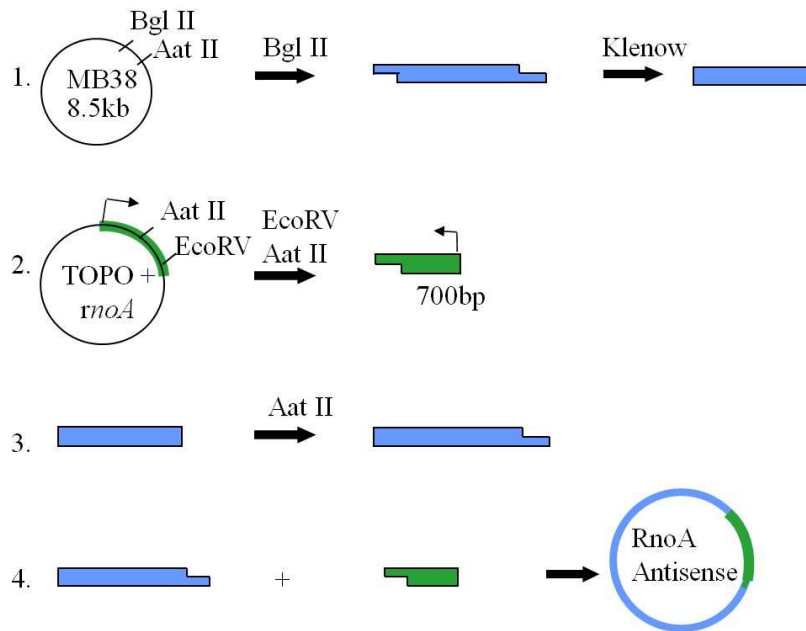 Bgl II
Aat II
1.
MB38
8.5kb
Bgl II
Klenow
2.
Aat II
EcoRV
TOPO +
rnoA
EcoRV
Aat II
700bp
3.
Aat II
4.
+
RnoA
Antisense